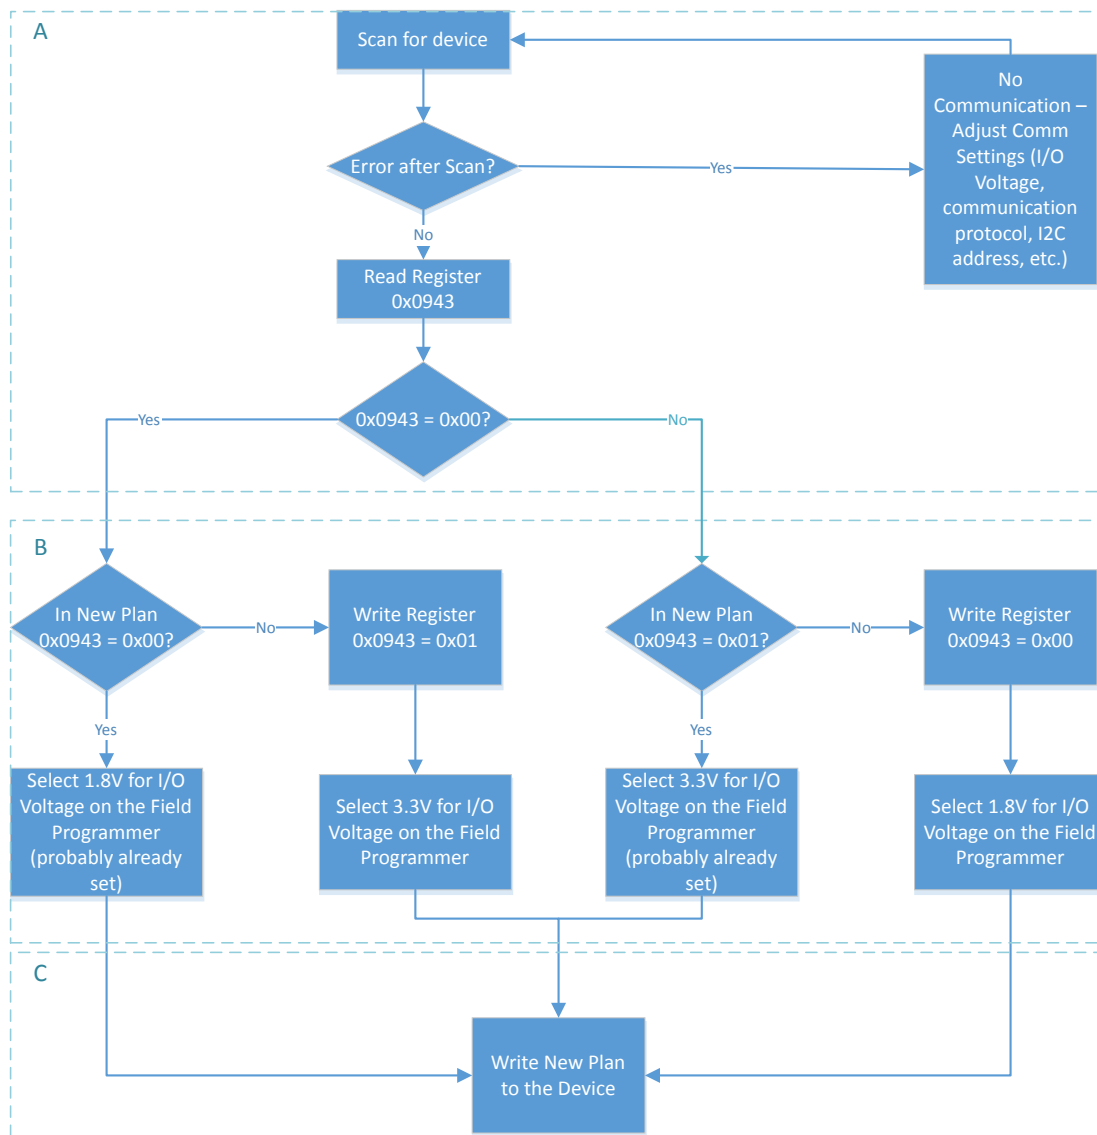 A
Scan for device
No
Communication –
Adjust Comm
Settings (I/O
Voltage,
communication
protocol, I2C
address, etc.)
Error after Scan?
Yes
No
Read Register
0x0943
0x0943 = 0x00?
Yes
No
B
In New Plan
0x0943 = 0x00?
No
Write Register
0x0943 = 0x01
In New Plan
0x0943 = 0x01?
No
Write Register
0x0943 = 0x00
Yes
Yes
Select 1.8V for I/O
Voltage on the Field
Programmer
(probably already
set)
Select 3.3V for I/O
Voltage on the Field
Programmer
Select 3.3V for I/O
Voltage on the Field
Programmer
(probably already
set)
Select 1.8V for I/O
Voltage on the Field
Programmer
C
Write New Plan
to the Device